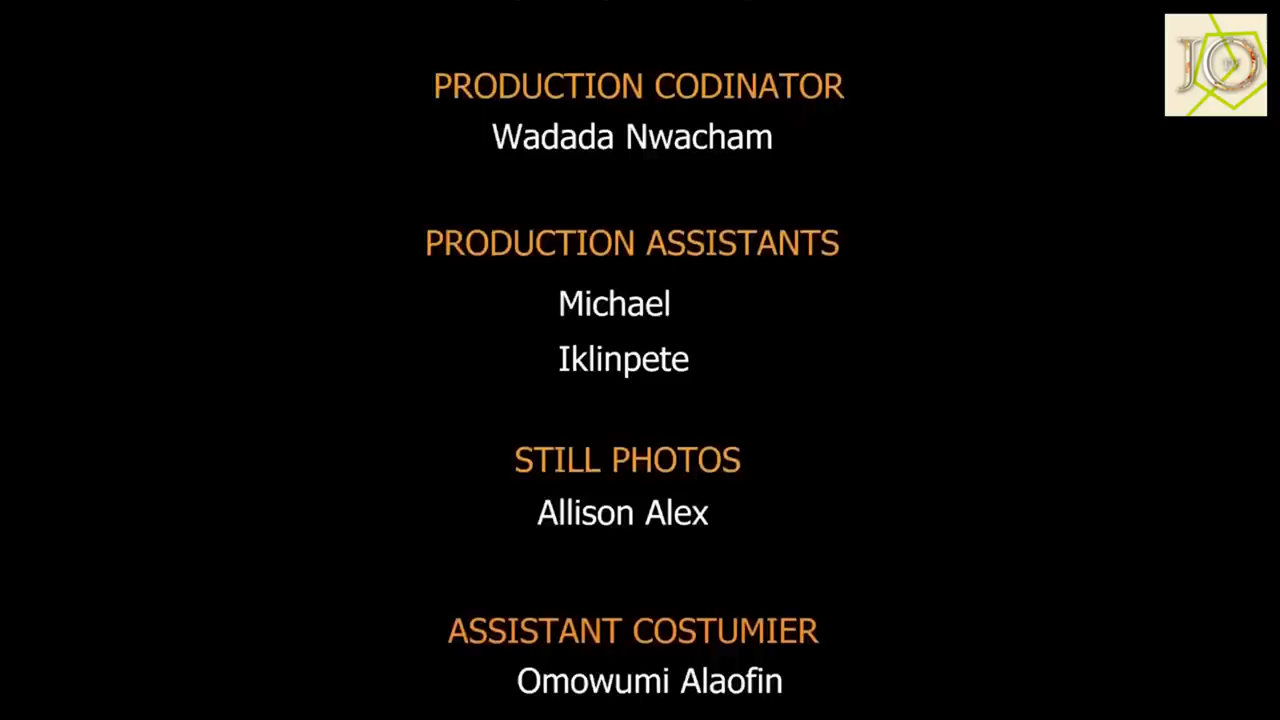 PRODUCTION CODINATOR
Wadada Nwacham
PRODUCTION ASSISTANTS
Michael
Iklinpete
STILL PHOTOS
Allison Alex
ASSISTANT COSTUMIER
Omowumi Alaofin